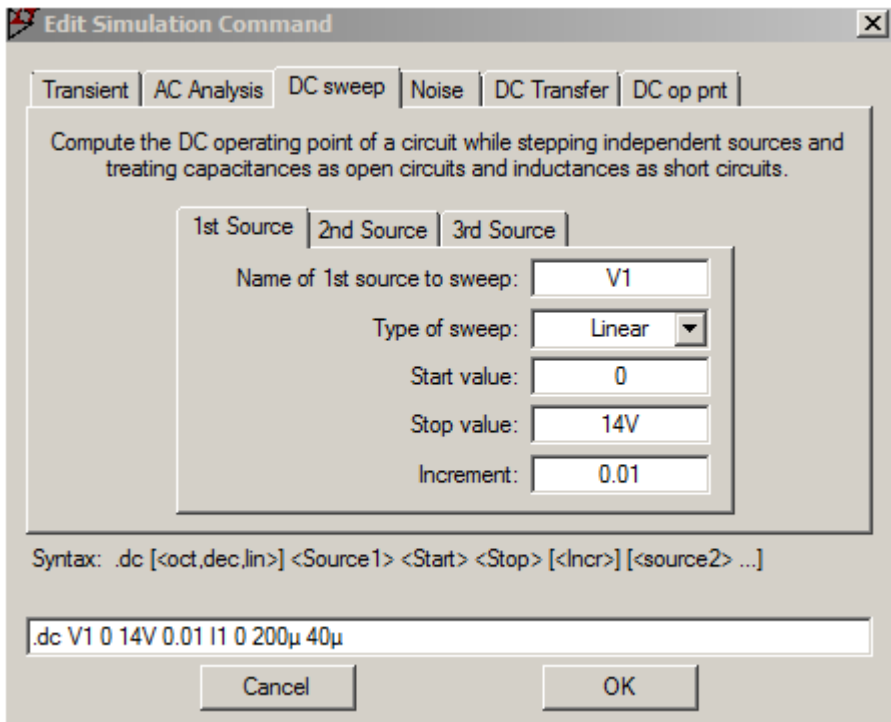 Edit Simulation Command
Transient AC Analysis DC sweep Noise DC Transfer DC op pnt
Compute the DC operating point of a circuit while stepping independent sources and
treating capacitances as open circuits and inductances as short circuits.
1st Source 2nd Source 3rd Source
Name of 1st source to sweep: V1
Type of sweep: Linear
Start value: 0
Stop value: 14V
Increment: 0.01
Syntax: .dc [<oct,dec,lin>] <Source1> <Start> <Stop> [<Incr>] [<source2> ...]
.dc V1 0 14V 0.01 I1 0 200µ 40µ
Cancel OK